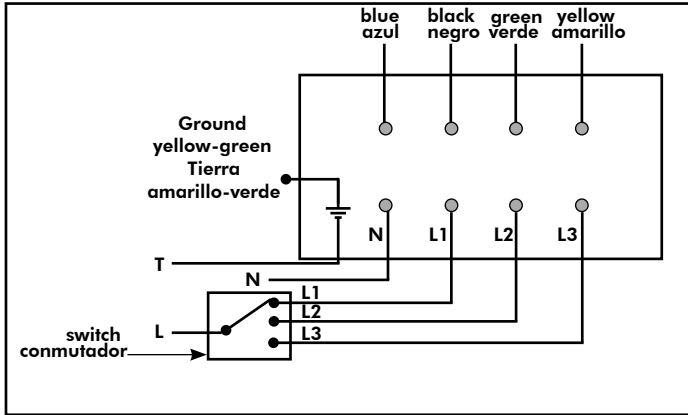 blue
azul
black
negro
green
verde
yellow
amarillo
Ground
yellow-green
Tierra
amarillo-verde
N
L1
L2
L3
T
N
L1
L2
L
L3
switch
conmutador